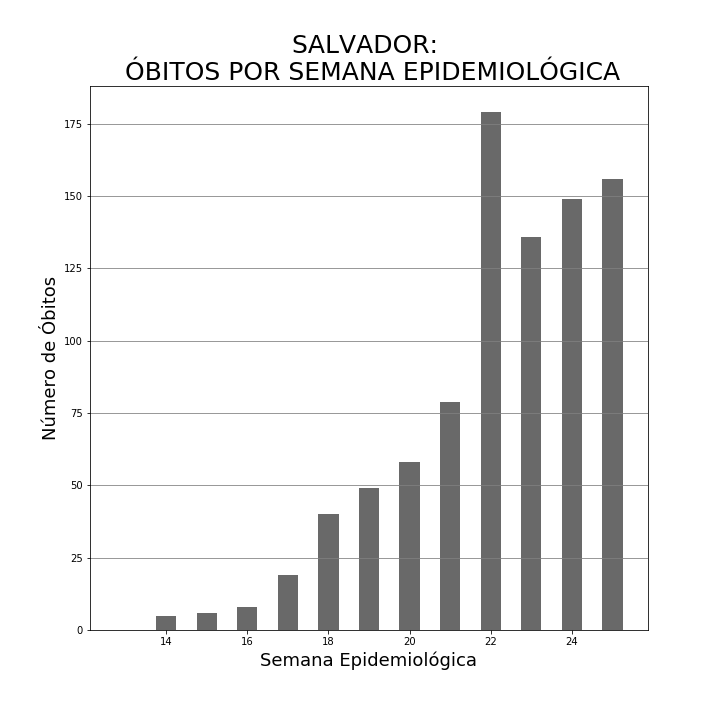 SALVADOR:
ÓBITOS POR SEMANA EPIDEMIOLÓGICA
175
150
125
100
75
50
25
0
Número de Óbitos
14 16 18 20 22 24
Semana Epidemiológica